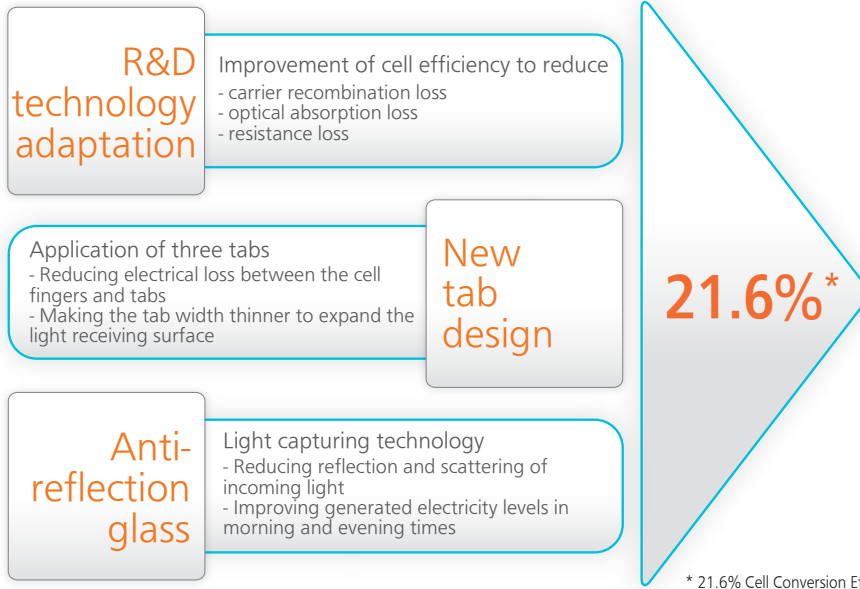 R&D
technology
adaptation
Improvement of cell efficiency to reduce
- carrier recombination loss
- optical absorption loss
- resistance loss
Application of three tabs
- Reducing electrical loss between the cell
fingers and tabs
- Making the tab width thinner to expand the
light receiving surface
New
tab
design
Anti-
reflection
glass
Light capturing technology
- Reducing reflection and scattering of
incoming light
- Improving generated electricity levels in
morning and evening times
21.6%*
* 21.6% Cell Conversion